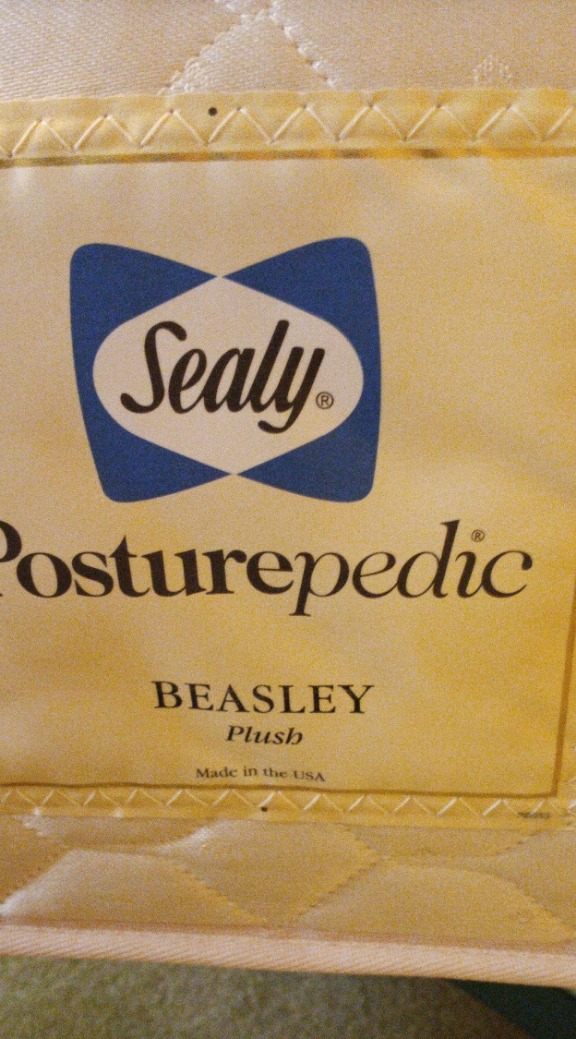 Sealy®
Posturepedic®
BEASLEY
Plush
Made in the USA